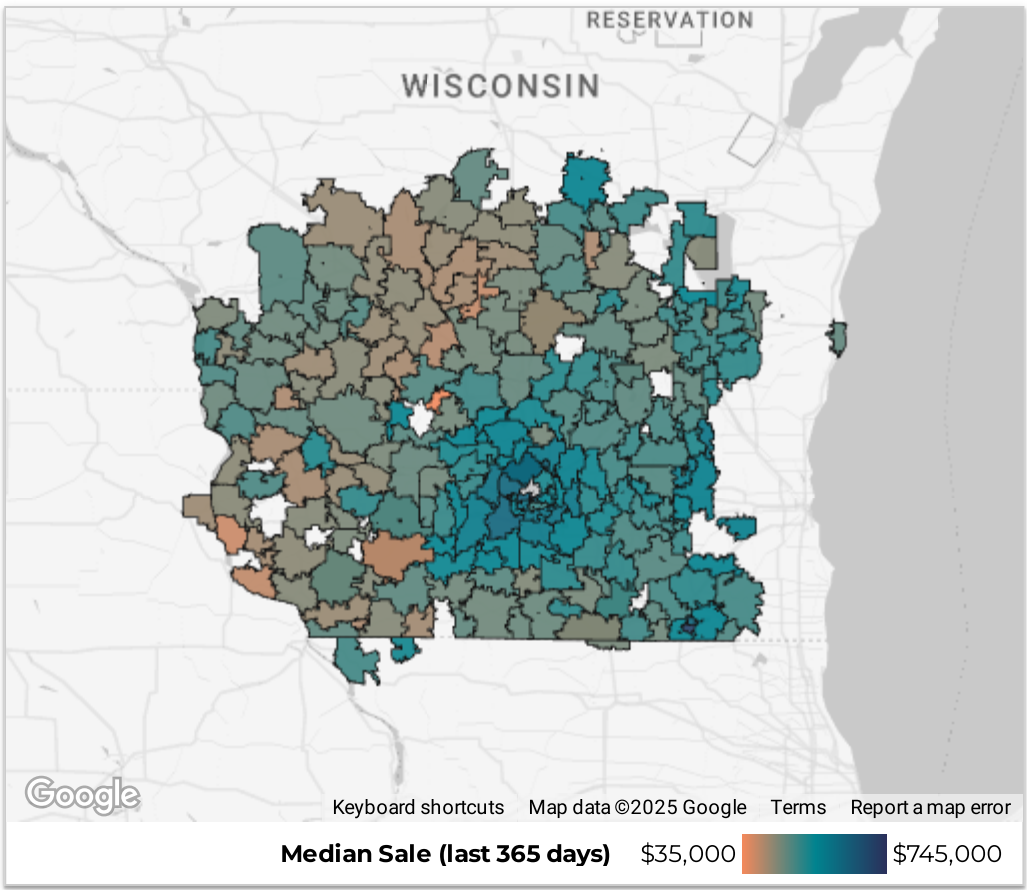 RESERVATION
WISCONSIN
Google
Keyboard shortcuts Map data ©2025 Google Terms Report a map error
Median Sale (last 365 days) $35,000 $745,000